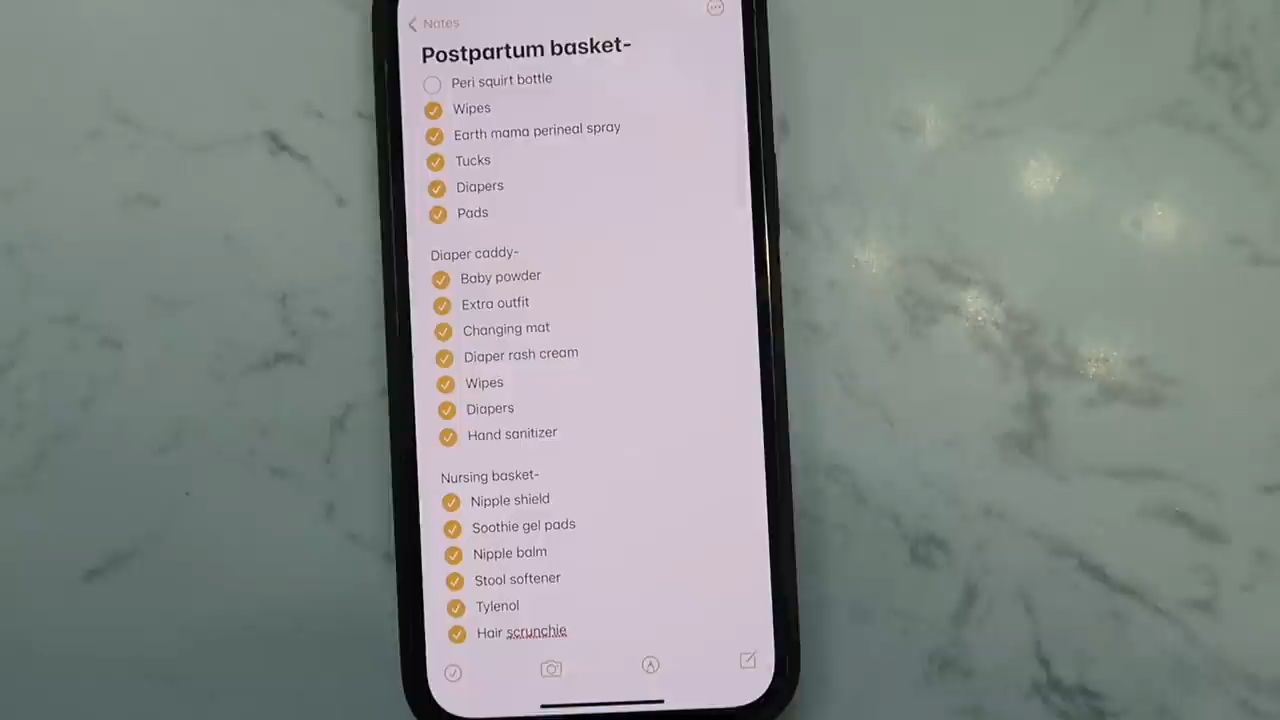 Notes
Postpartum basket-
Peri squirt bottle
Wipes
Earth mama perineal spray
Tucks
Diapers
Pads
Diaper caddy-
Baby powder
Extra outfit
Changing mat
Diaper rash cream
Wipes
Diapers
Hand sanitizer
Nursing basket-
Nipple shield
Soothie gel pads
Nipple balm
Stool softener
Tylenol
Hair scrunchie